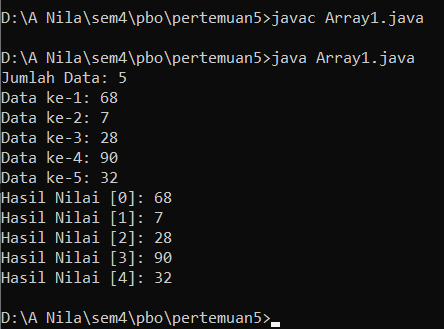 D:\A Nila\sem4\pbo\pertemuan5>javac Array1.java
D:\A Nila\sem4\pbo\pertemuan5>java Array1.java
Jumlah Data: 5
Data ke-1: 68
Data ke-2: 7
Data ke-3: 28
Data ke-4: 90
Data ke-5: 32
Hasil Nilai [0]: 68
Hasil Nilai [1]: 7
Hasil Nilai [2]: 28
Hasil Nilai [3]: 90
Hasil Nilai [4]: 32
D:\A Nila\sem4\pbo\pertemuan5>